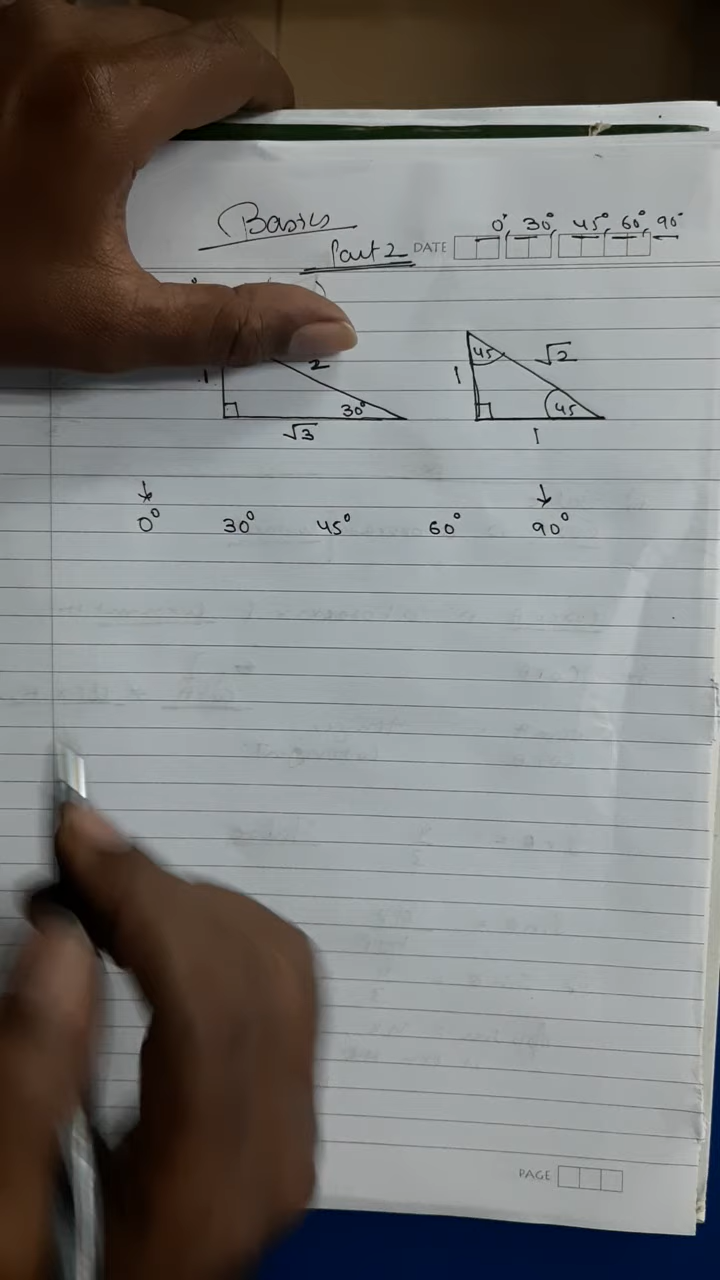 Basics
Part 2
DATE
0°, 30°, 45°, 60°, 90°
1
2
30°
√3
45
√2
1
45
1
0° 30° 45° 60° 90°
PAGE